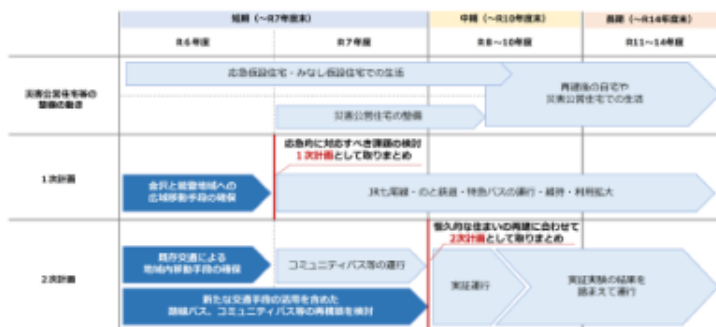 短期（～R7年度末）
中期（～R10年度末）
長期（～R14年度末）
R6年度
R7年度
R8～10年度
R11～14年度
災害公営住宅等の
整備の動き
応急仮設住宅・みなし仮設住宅での生活
再建後の自宅や
災害公営住宅での生活
災害公営住宅の整備
応急的に対応すべき課題の検討
1次計画として取りまとめ
1次計画
金沢と能登地域への
広域移動手段の確保
JR七尾線・のと鉄道・特急バスの運行・維持・利用拡大
恒久的な住まいの再建に合わせて
2次計画として取りまとめ
2次計画
既存交通による
地域内移動手段の確保
コミュニティバス等の運行
実証運行
実証実験の結果を
踏まえて運行
新たな交通手段の活用を含めた
路線バス、コミュニティバス等の再構築を検討